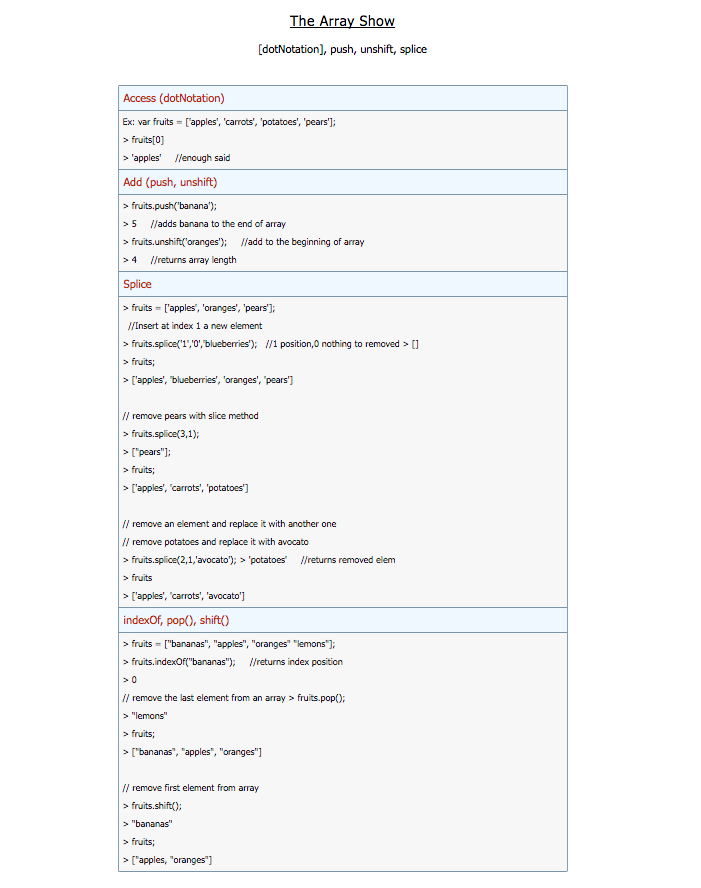 The Array Show
[dotNotation], push, unshift, splice
Access (dotNotation)
Ex: var fruits = ['apples', 'carrots', 'potatoes', 'pears'];
> fruits[0]
> 'apples' //enough said
Add (push, unshift)
> fruits.push('banana');
> 5 //adds banana to the end of array
> fruits.unshift('oranges'); //add to the beginning of array
> 4 //returns array length
Splice
> fruits = ['apples', 'oranges', 'pears'];
//Insert at index 1 a new element
> fruits.splice('1','0','blueberries'); //1 position,0 nothing to removed > []
> fruits;
> ['apples', 'blueberries', 'oranges', 'pears']
// remove pears with slice method
> fruits.splice(3,1);
> ["pears"];
> fruits;
> ['apples', 'carrots', 'potatoes']
// remove an element and replace it with another one
// remove potatoes and replace it with avocato
> fruits.splice(2,1,'avocato'); > 'potatoes' //returns removed elem
> fruits
> ['apples', 'carrots', 'avocato']
indexOf, pop(), shift()
> fruits = ["bananas", "apples", "oranges" "lemons"];
> fruits.indexOf("bananas"); //returns index position
> 0
// remove the last element from an array > fruits.pop();
> "lemons"
> fruits;
> ["bananas", "apples", "oranges"]
// remove first element from array
> fruits.shift();
> "bananas"
> fruits;
> ["apples, "oranges"]